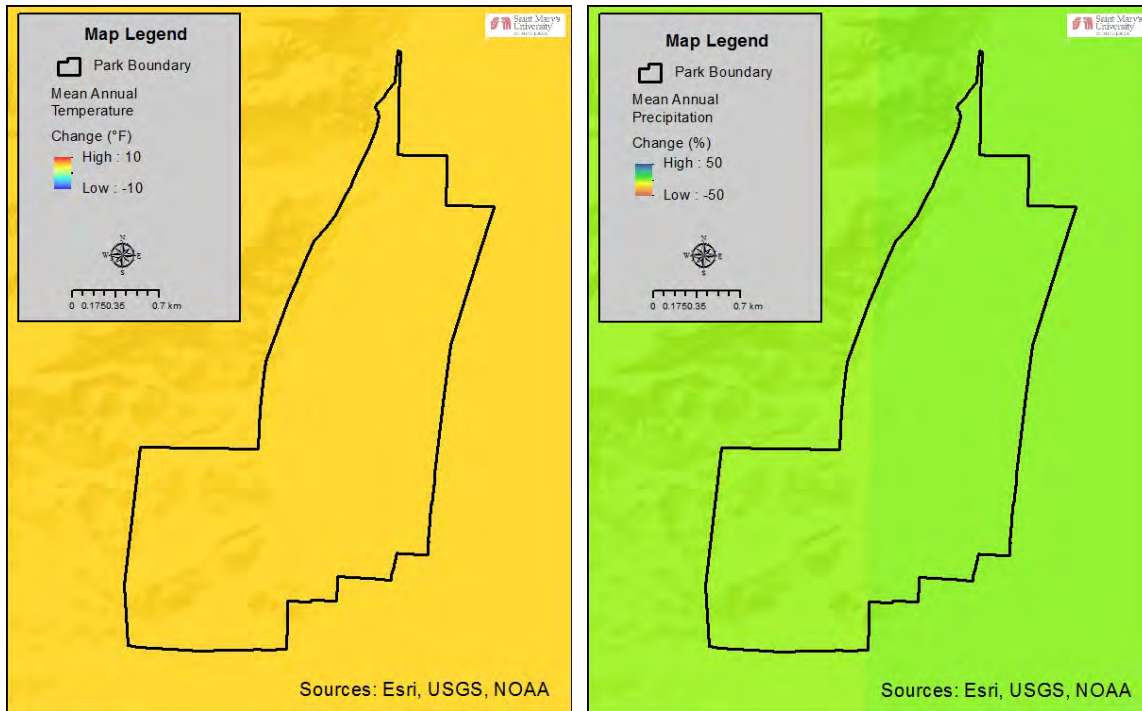 Map Legend
Park Boundary
Mean Annual
Temperature
Change (°F)
High : 10
Low : -10
N
W E
S
0 0.1750.35 0.7 km
Saint Mary's
University
Sources: Esri, USGS, NOAA
Map Legend
Park Boundary
Mean Annual
Precipitation
Change (%)
High : 50
Low : -50
N
W E
S
0 0.1750.35 0.7 km
Saint Mary's
University
Sources: Esri, USGS, NOAA